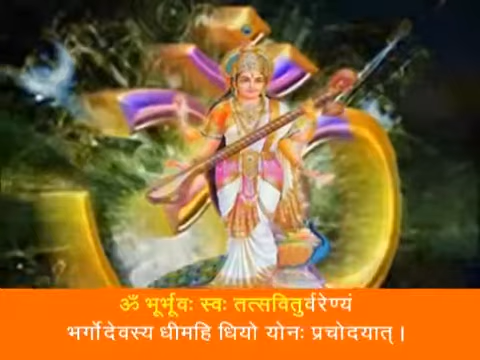 ॐ भूर्भूवः स्वः तत्सवितुर्वरेण्यं
भर्गोदेवस्य धीमहि धियो योनः प्रचोदयात् ।